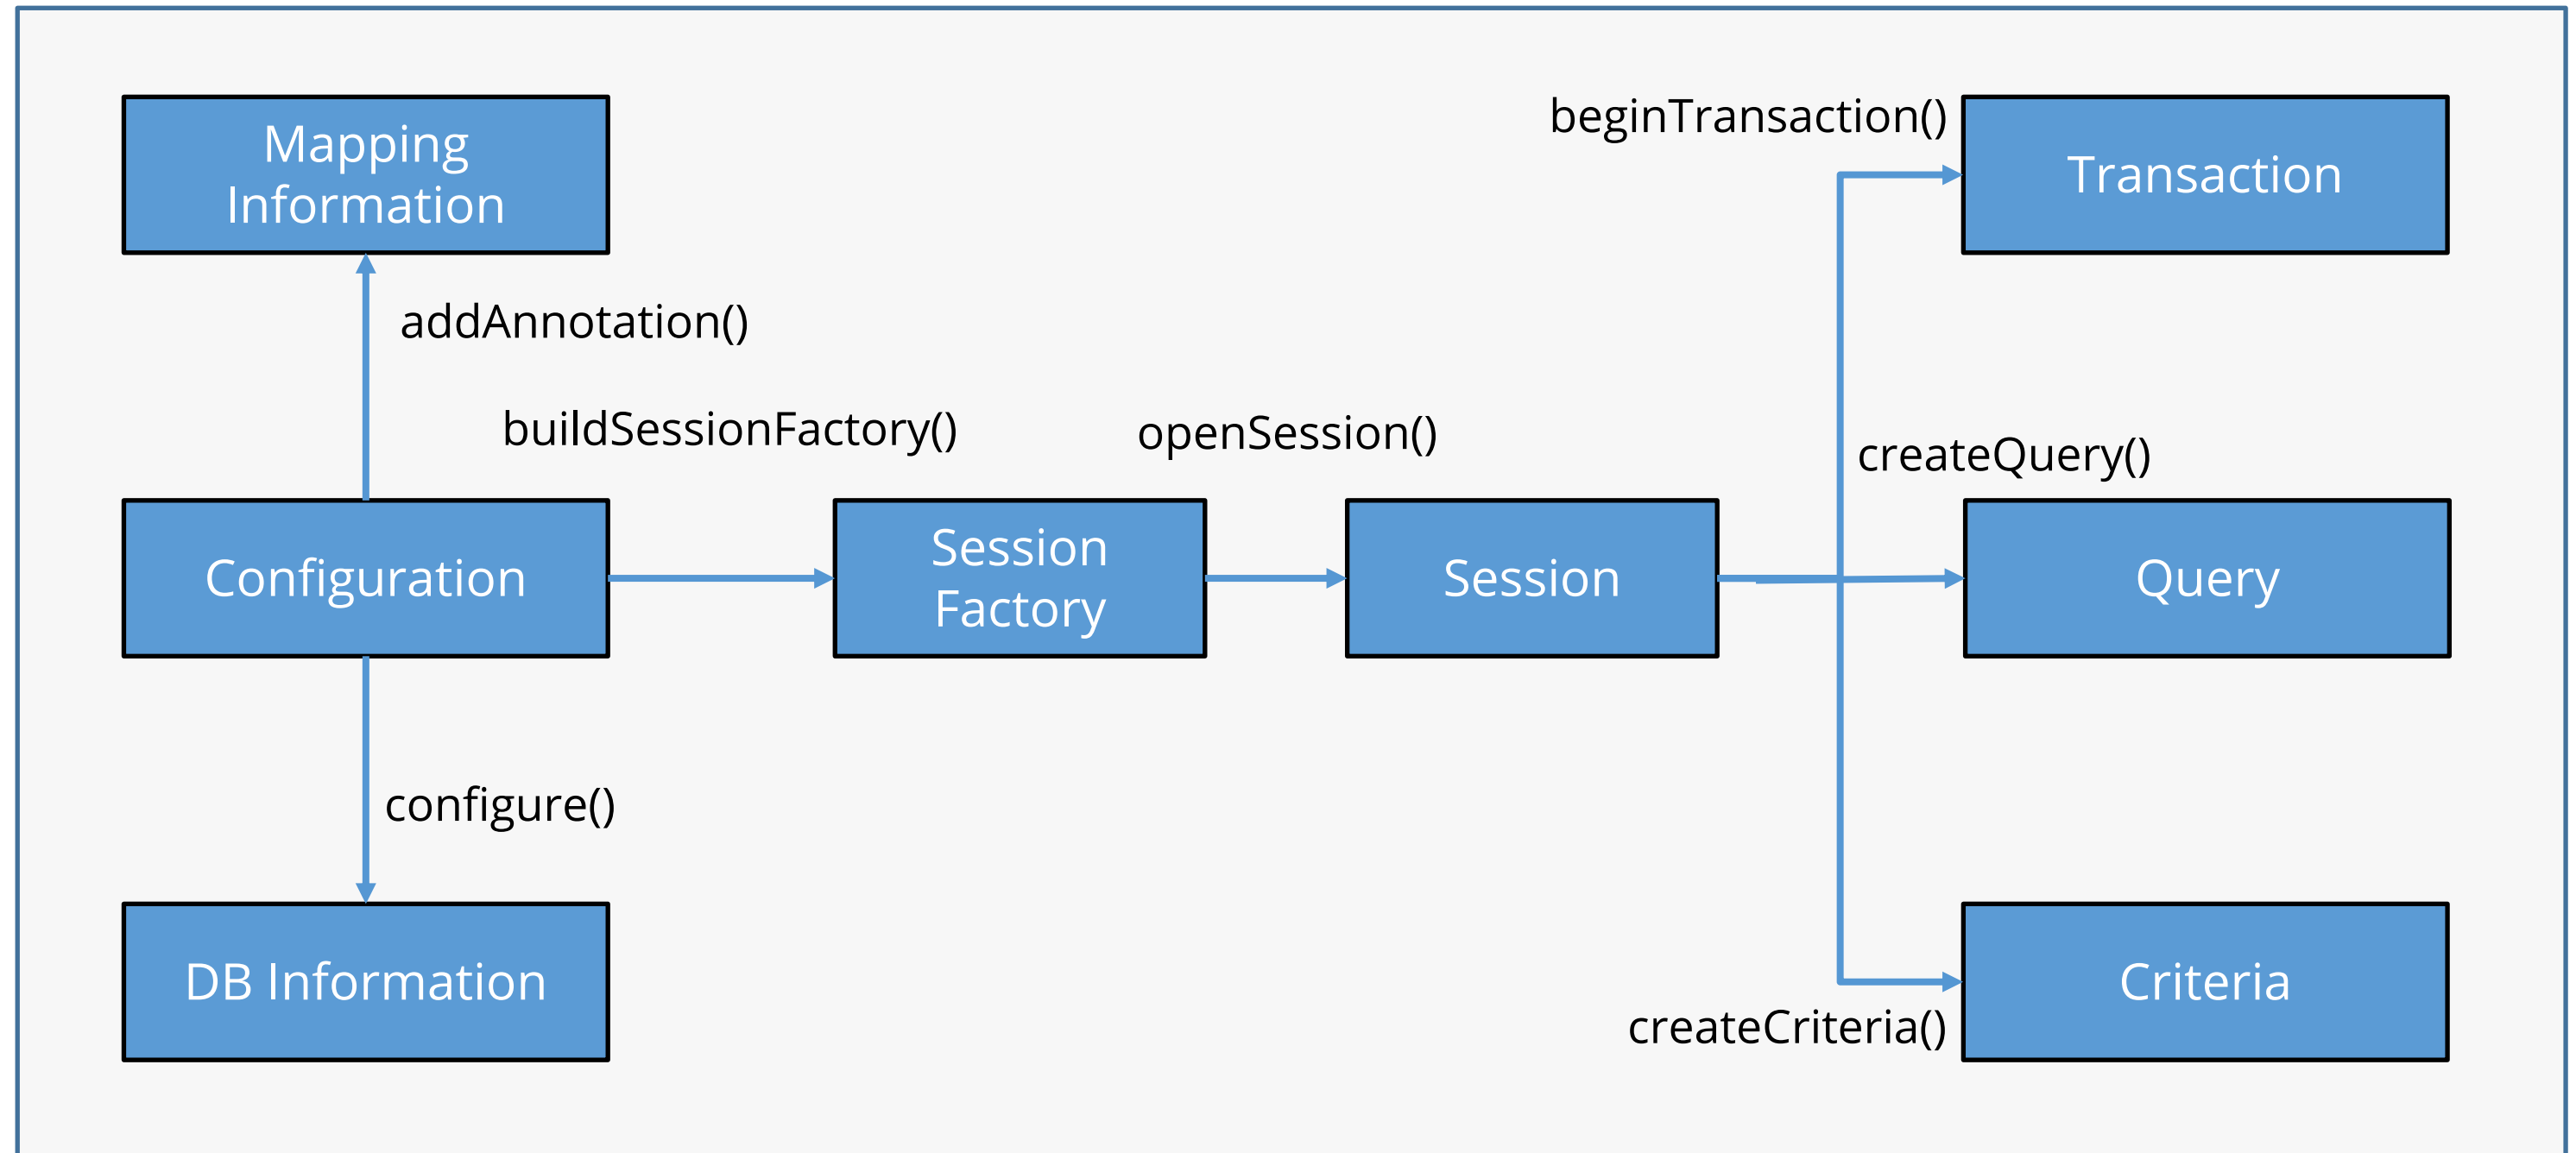 Mapping
Information
beginTransaction()
Transaction
addAnnotation()
buildSessionFactory()
openSession()
createQuery()
Configuration
Session
Factory
Session
Query
configure()
DB Information
Criteria
createCriteria()